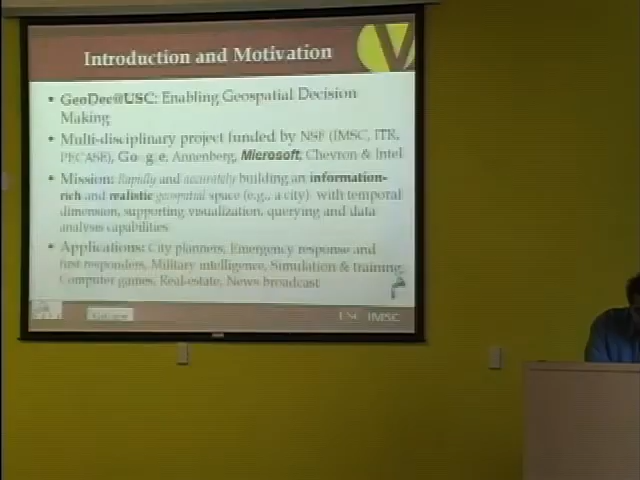 Introduction and Motivation
• GeoDec@USC: Enabling Geospatial Decision
Making
• Multi-disciplinary project funded by NSF (IMSC, ITR,
PECASE), Google, Annenberg, Microsoft, Chevron & Intel
• Mission: Rapidly and accurately building an information-
rich and realistic geospatial space (e.g., a city) with temporal
dimension, supporting visualization, querying and data
analysis capabilities
• Applications: City planners, Emergency response and
first responders, Military intelligence, Simulation & training,
Computer games, Real-estate, News broadcast
USC IMSC